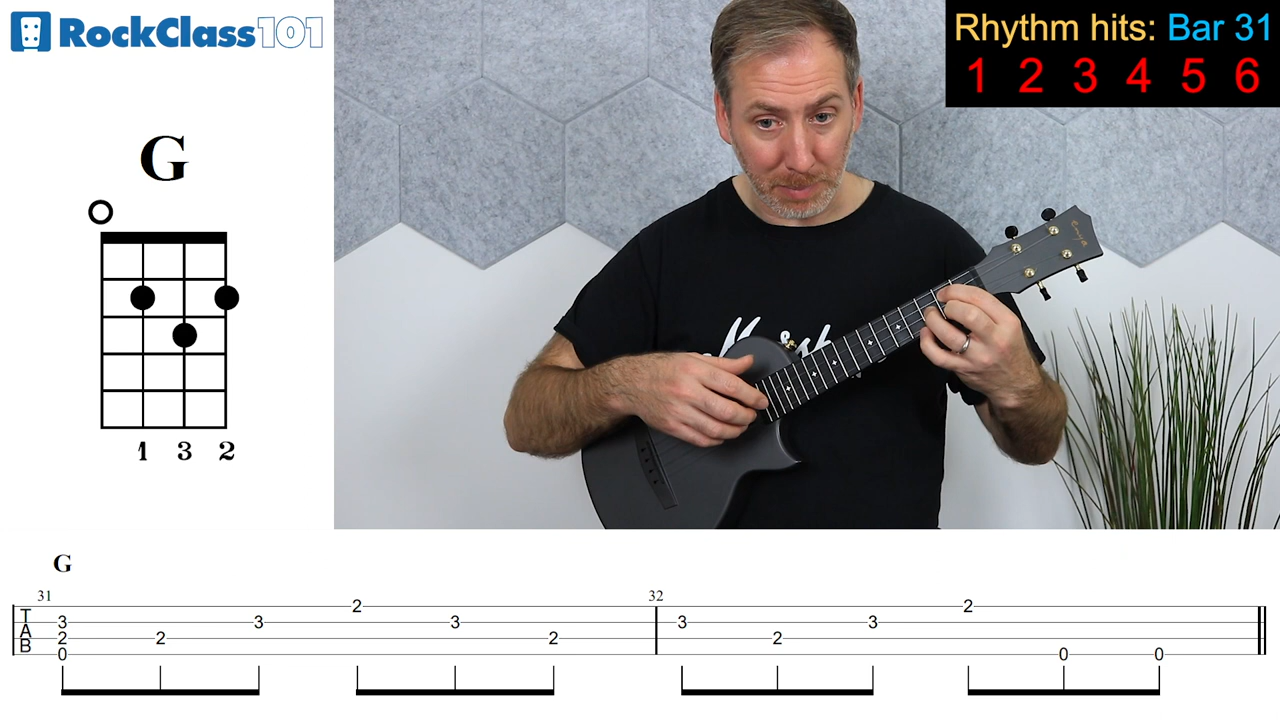 RockClass101
Rhythm hits: Bar 31
1 2 3 4 5 6
G
1 3 2
enya
G
31 32
T
A
B
2 2
3 3 3 3 3
2 2 2 2
0 0 0